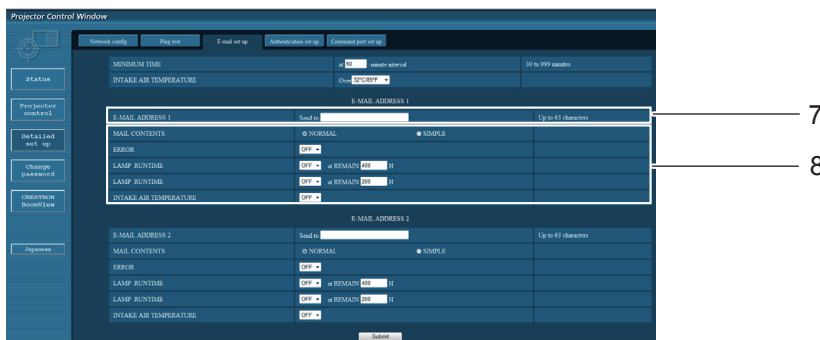 Projector Control Window
Network config Ping test E-mail set up Authentication set up Command port set up
MINIMUM TIME at 60 minute interval 30 to 999 minutes
INTAKE AIR TEMPERATURE Over 32°C/89°F
Status
E-MAIL ADDRESS 1
Projector control
E-MAIL ADDRESS 1 Send to Up to 63 characters 7
MAIL CONTENTS NORMAL SIMPLE
Detailed set up
ERROR OFF
LAMP RUNTIME OFF at REMAIN 400 H 8
Change password
LAMP RUNTIME OFF at REMAIN 200 H
INTAKE AIR TEMPERATURE OFF
CRESTRON RoomView
E-MAIL ADDRESS 2
E-MAIL ADDRESS 2 Send to Up to 63 characters
Japanese
MAIL CONTENTS NORMAL SIMPLE
ERROR OFF
LAMP RUNTIME OFF at REMAIN 400 H
LAMP RUNTIME OFF at REMAIN 200 H
INTAKE AIR TEMPERATURE OFF
Submit